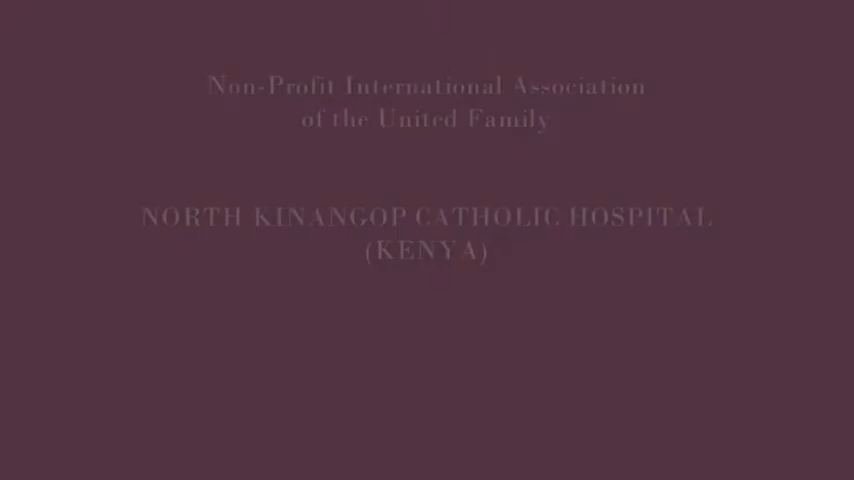 Non-Profit International Association
of the United Family
NORTH KINANGOP CATHOLIC HOSPITAL
(KENYA)